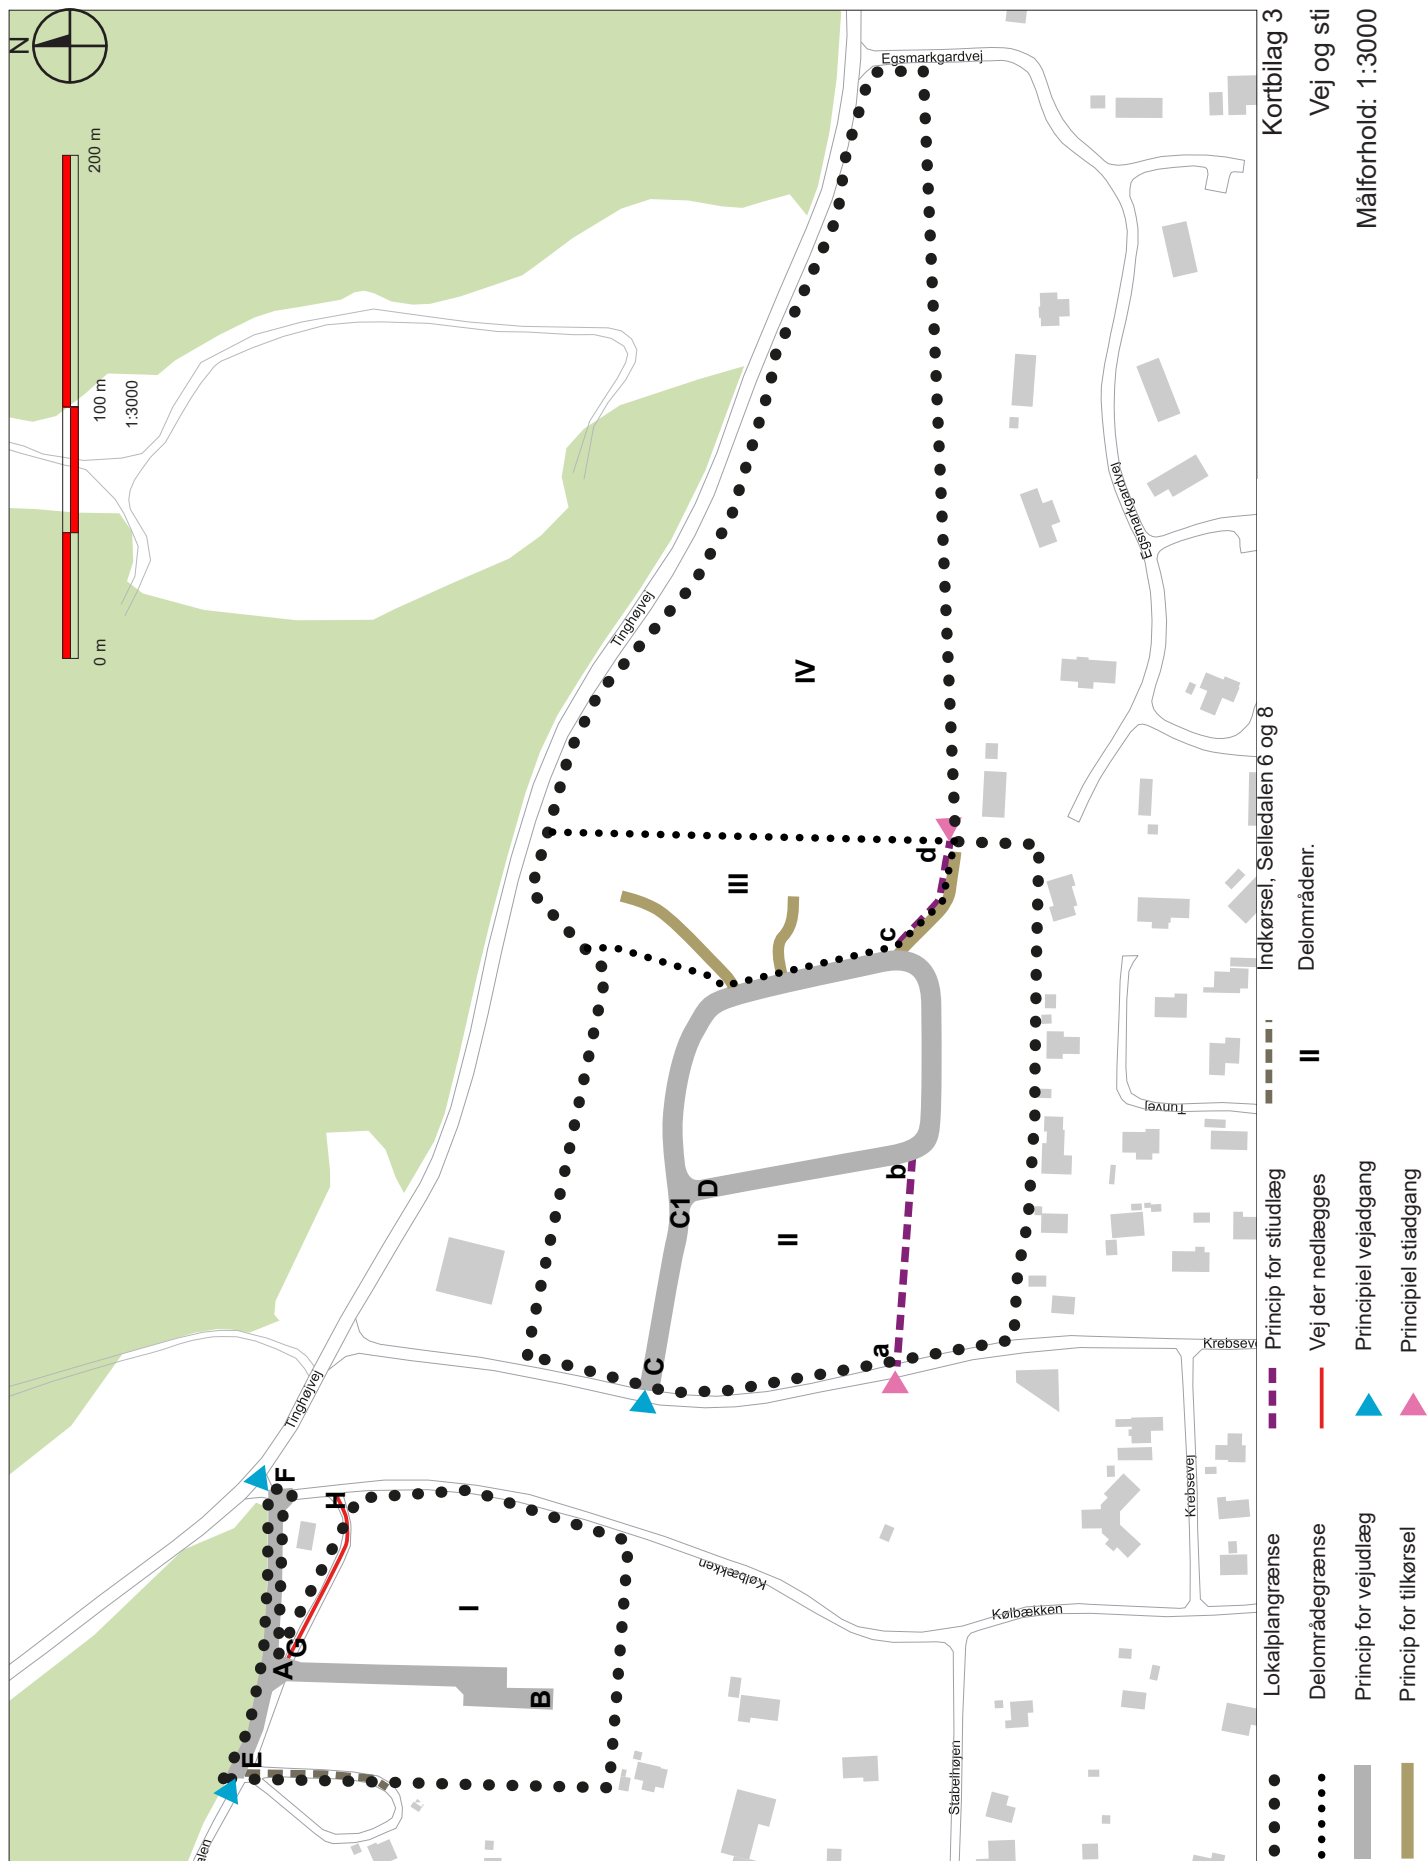 N
0 m
100 m
200 m
1:3000
Tinghøjvej
Tinghøjvej
Egsmarkgardvej
Egsmarkgardvej
Tunvej
Krebsevej
Kølbækken
Kølbækken
Stabelhøjen
alen
E
A
G
B
I
F
H
C
C1
D
II
a
b
c
d
III
IV
Lokalplangrænse
Delområdegrænse
Princip for vejudlæg
Princip for tilkørsel
Princip for stiudlæg
Vej der nedlægges
Principiel vejadgang
Principiel stiadgang
Indkørsel, Selledalen 6 og 8
II Delområdenr.
Kortbilag 3
Vej og sti
Målforhold: 1:3000
Krebseve